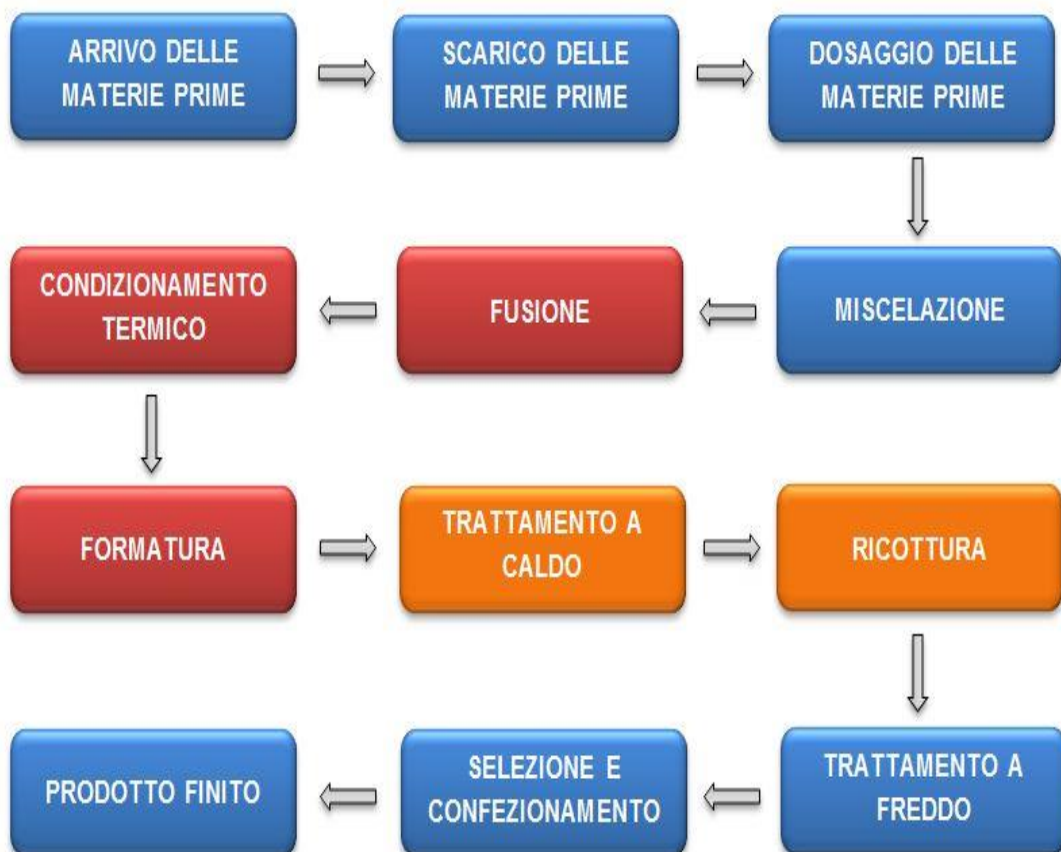 ARRIVO DELLE
MATERIE PRIME
SCARICO DELLE
MATERIE PRIME
DOSAGGIO DELLE
MATERIE PRIME
MISCELAZIONE
FUSIONE
CONDIZIONAMENTO
TERMICO
FORMATURA
TRATTAMENTO A
CALDO
RICOTTURA
TRATTAMENTO A
FREDDO
SELEZIONE E
CONFEZIONAMENTO
PRODOTTO FINITO